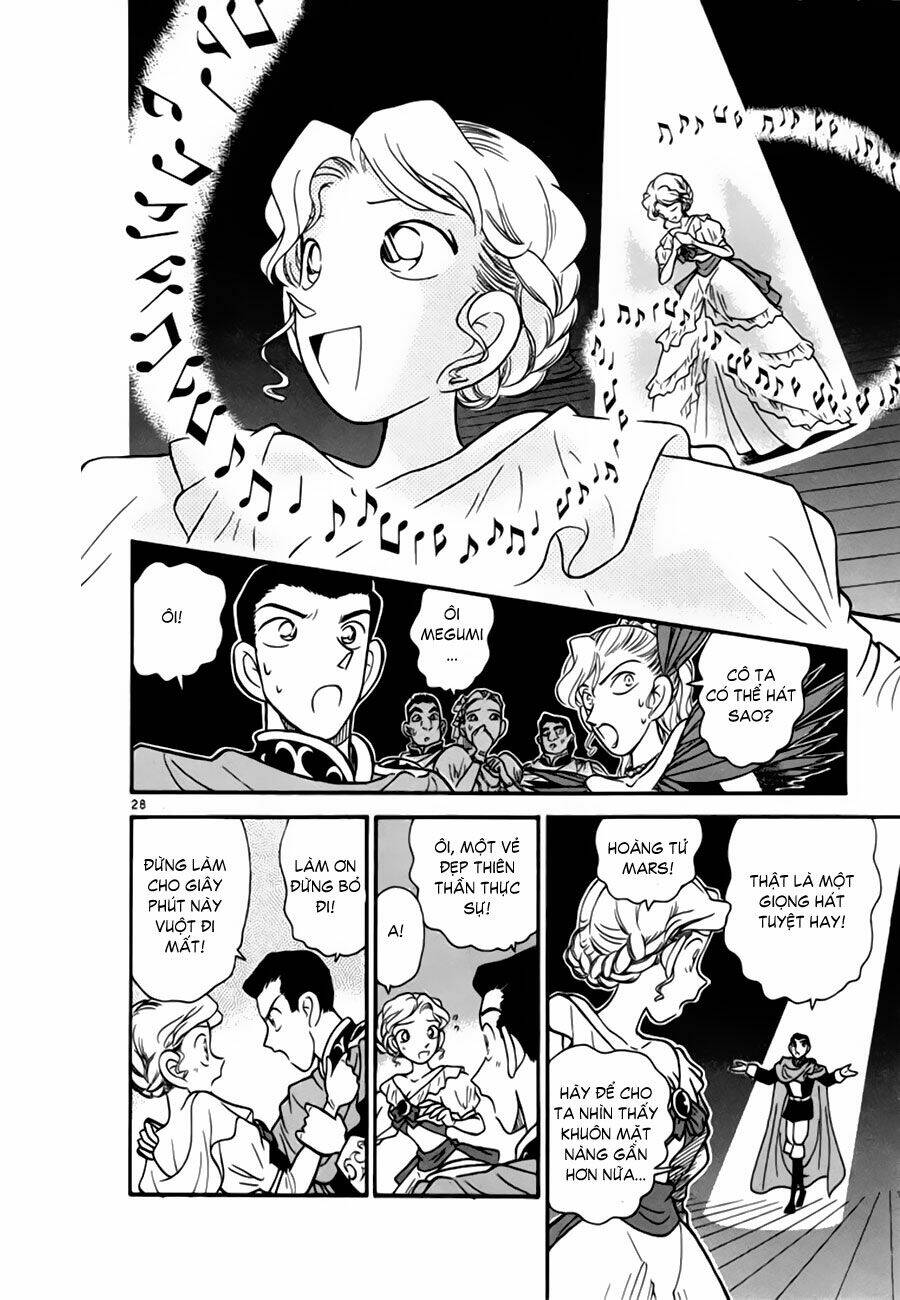 CÔ TA
CÓ THỂ HÁT
SAO?
ÔI
MEGUMI
...
ÔI!
28
THẬT LÀ MỘT
GIỌNG HÁT
TUYỆT HAY!
HOÀNG TỬ
MARS!
HÃY ĐỂ CHO
TA NHÌN THẤY
KHUÔN MẶT
NÀNG GẦN
HƠN NỮA...
ÔI, MỘT VẺ
ĐẸP THIÊN
THẦN THỰC
SỰ!
A!
LÀM ƠN
ĐỪNG BỎ
ĐI!
ĐỪNG LÀM
CHO GIÂY
PHÚT NÀY
VUỘT ĐI
MẤT!